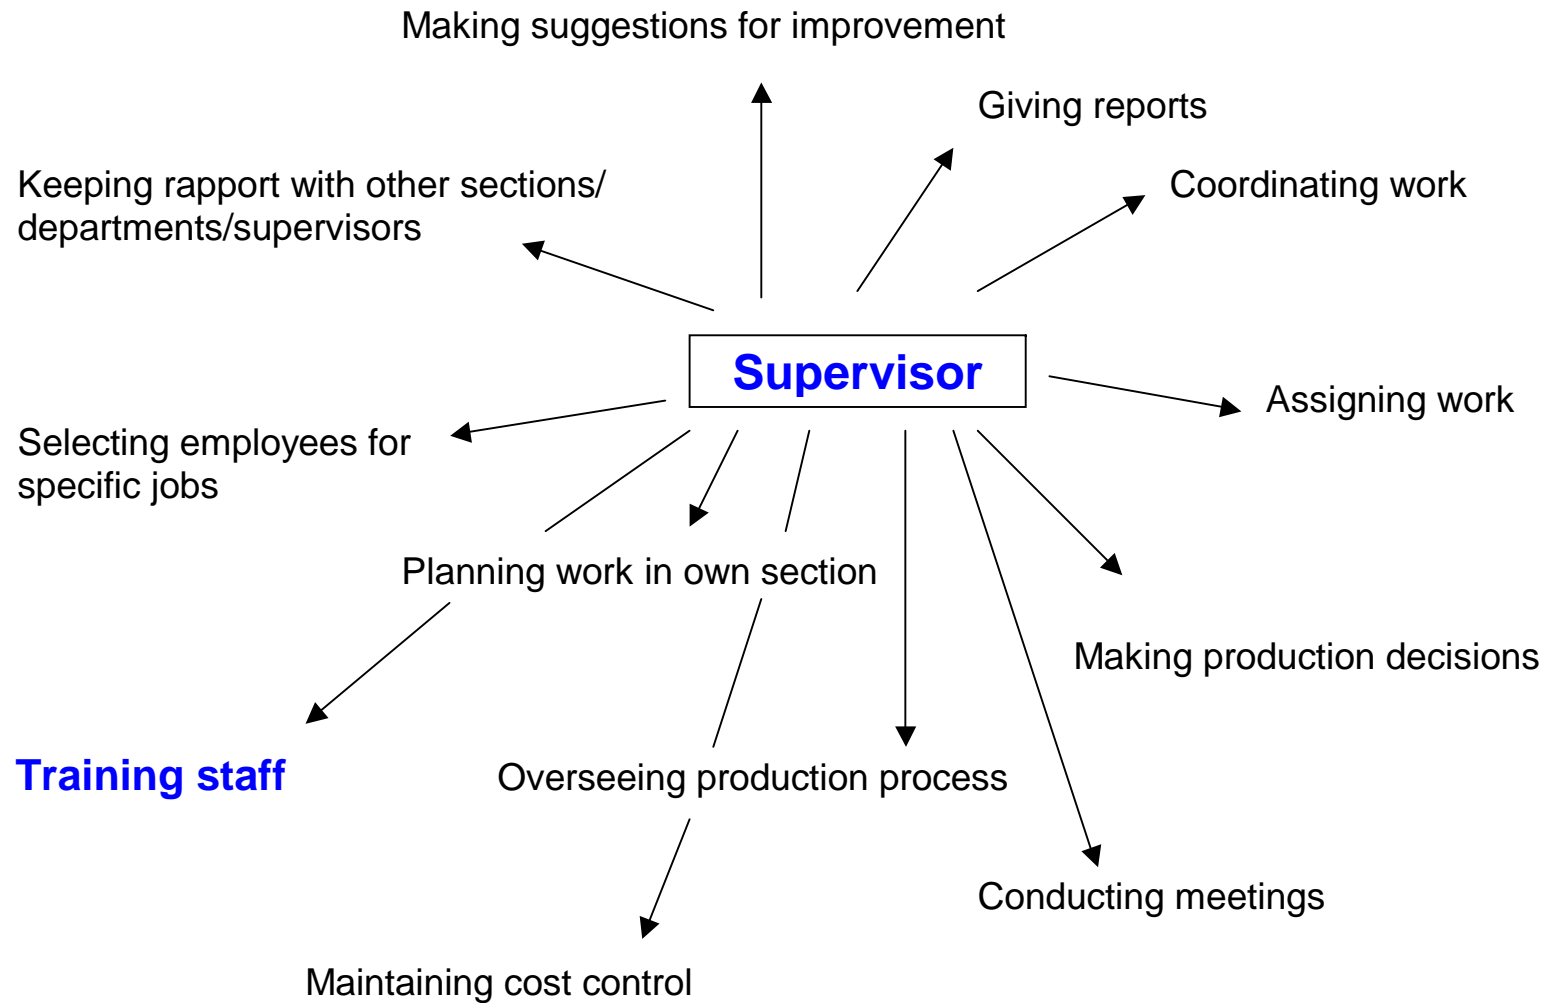 Making suggestions for improvement
Giving reports
Keeping rapport with other sections/
departments/supervisors
Coordinating work
Supervisor
Assigning work
Selecting employees for
specific jobs
Planning work in own section
Making production decisions
Training staff
Overseeing production process
Conducting meetings
Maintaining cost control